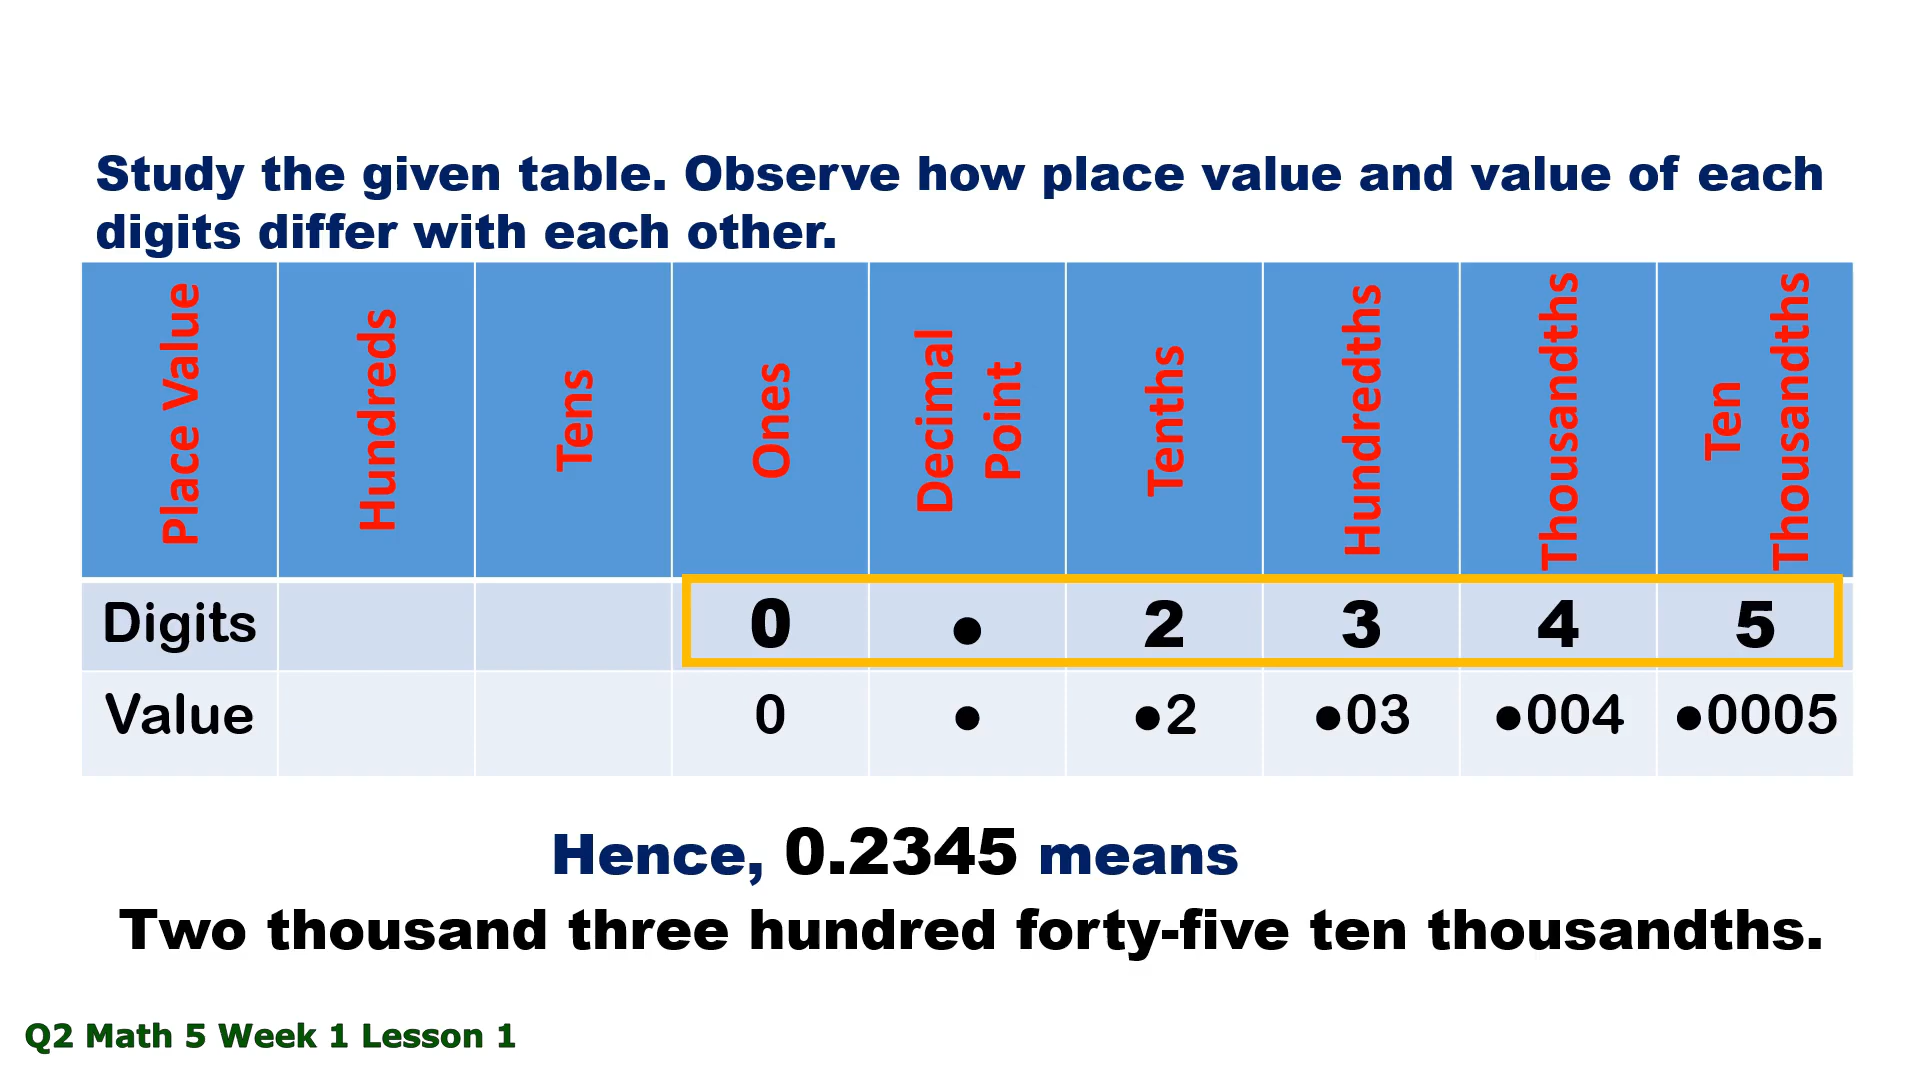 Study the given table. Observe how place value and value of each
digits differ with each other.
Place Value Hundreds Tens Ones Decimal Point Tenths Hundredths Thousandths Ten Thousandths
Digits 0 ● 2 3 4 5
Value 0 ● ●2 ●03 ●004 ●0005
Hence, 0.2345 means
Two thousand three hundred forty-five ten thousandths.
Q2 Math 5 Week 1 Lesson 1